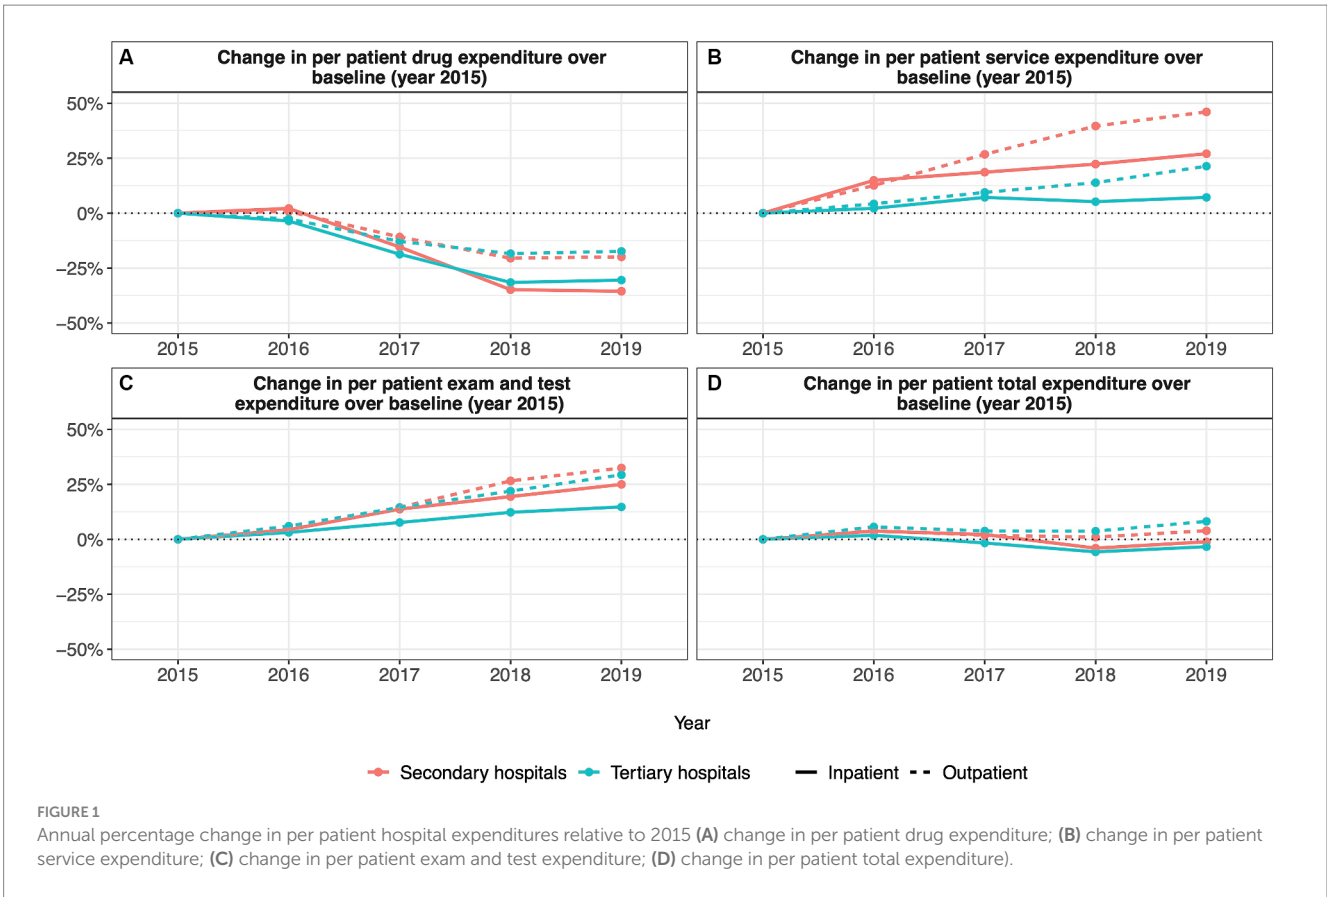 A
Change in per patient drug expenditure over
baseline (year 2015)
B
Change in per patient service expenditure over
baseline (year 2015)
50%
25%
0%
−25%
−50%
2015 2016 2017 2018 2019
2015 2016 2017 2018 2019
C
Change in per patient exam and test
expenditure over baseline (year 2015)
D
Change in per patient total expenditure over
baseline (year 2015)
50%
25%
0%
−25%
−50%
2015 2016 2017 2018 2019
2015 2016 2017 2018 2019
Year
Secondary hospitals Tertiary hospitals Inpatient Outpatient
FIGURE 1
Annual percentage change in per patient hospital expenditures relative to 2015 (A) change in per patient drug expenditure; (B) change in per patient
service expenditure; (C) change in per patient exam and test expenditure; (D) change in per patient total expenditure).